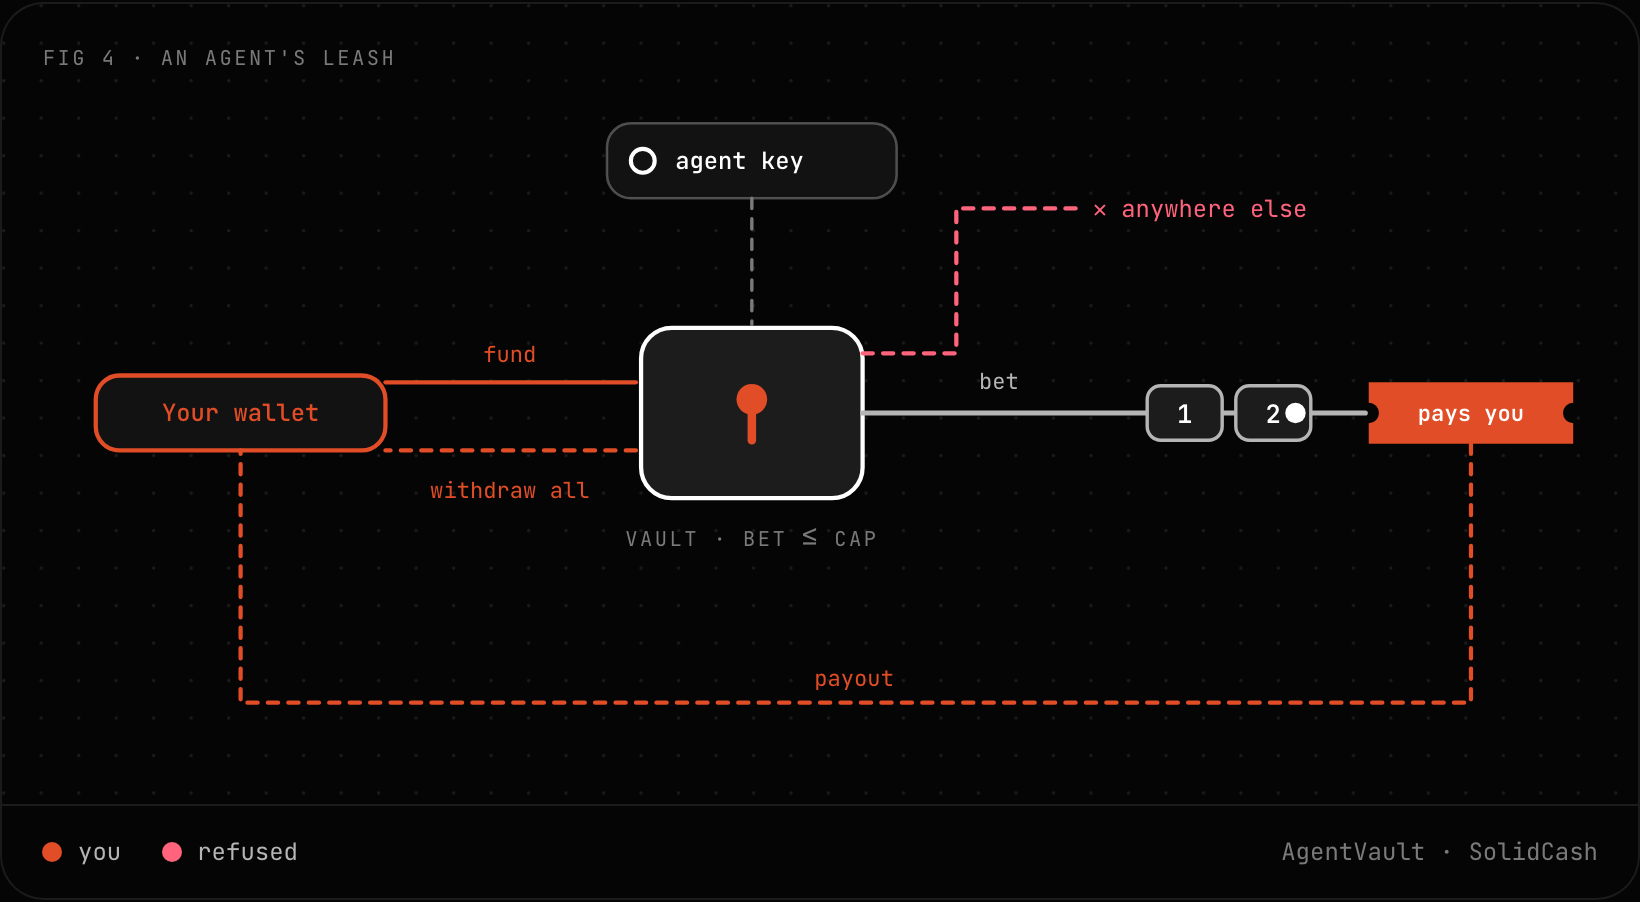 FIG 4 · AN AGENT'S LEASH
agent key
× anywhere else
fund
bet
Your wallet
1
2
pays you
withdraw all
VAULT · BET ≤ CAP
payout
you
refused
AgentVault · SolidCash